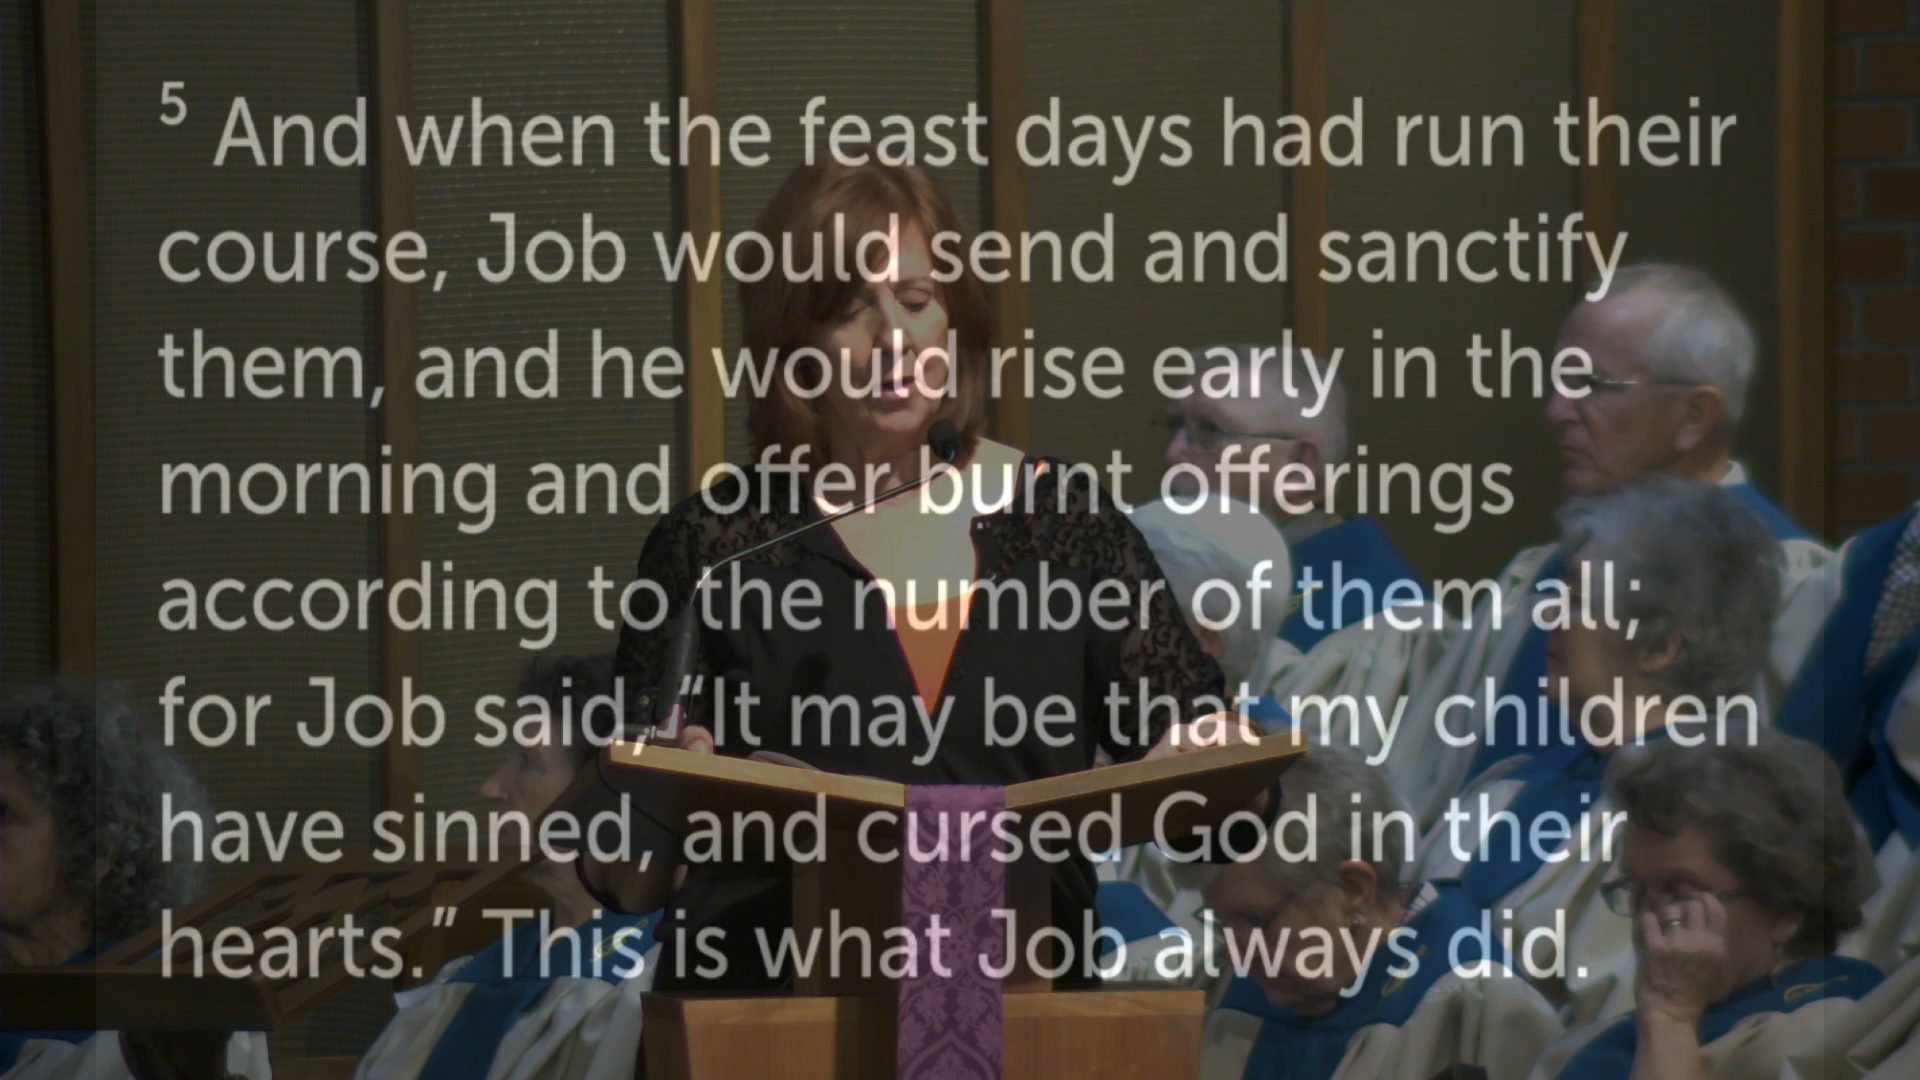 5 And when the feast days had run their
course, Job would send and sanctify
them, and he would rise early in the
morning and offer burnt offerings
according to the number of them all;
for Job said, “It may be that my children
have sinned, and cursed God in their
hearts.” This is what Job always did.